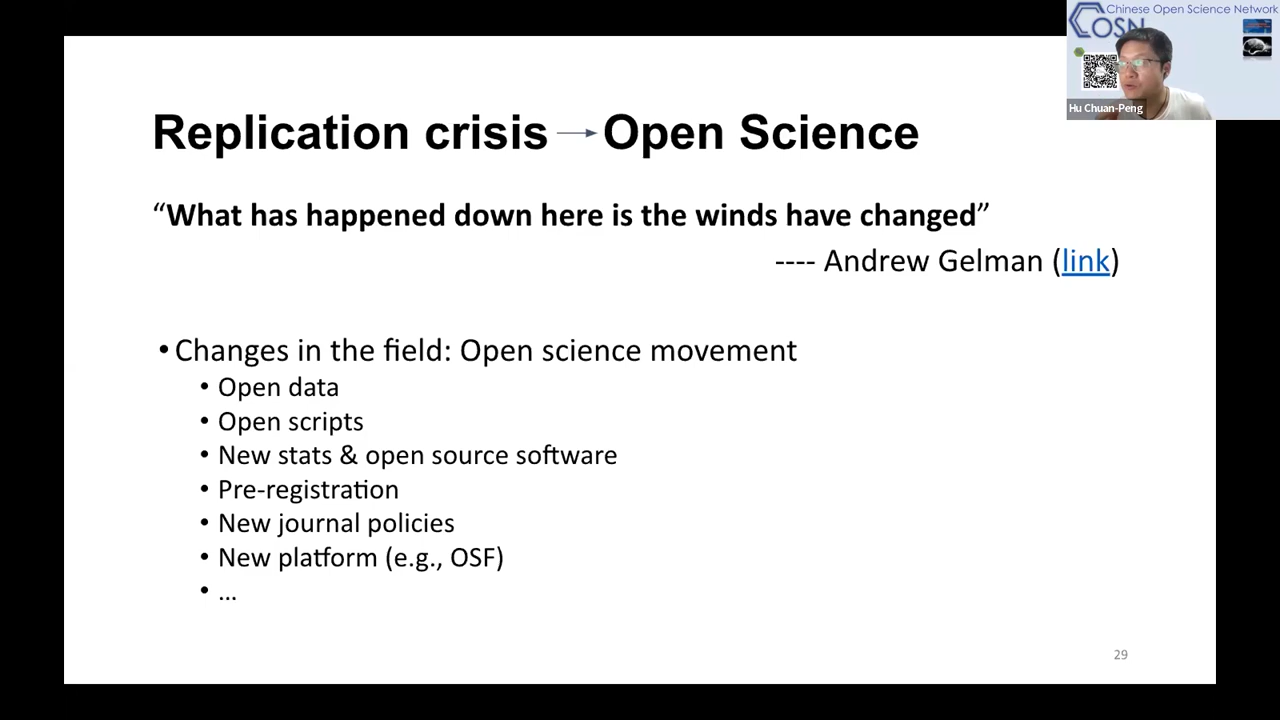 Chinese Open Science Network
COSN
Hu Chuan-Peng
Replication crisis → Open Science
“What has happened down here is the winds have changed”
---- Andrew Gelman (link)
• Changes in the field: Open science movement
• Open data
• Open scripts
• New stats & open source software
• Pre-registration
• New journal policies
• New platform (e.g., OSF)
• ...
29